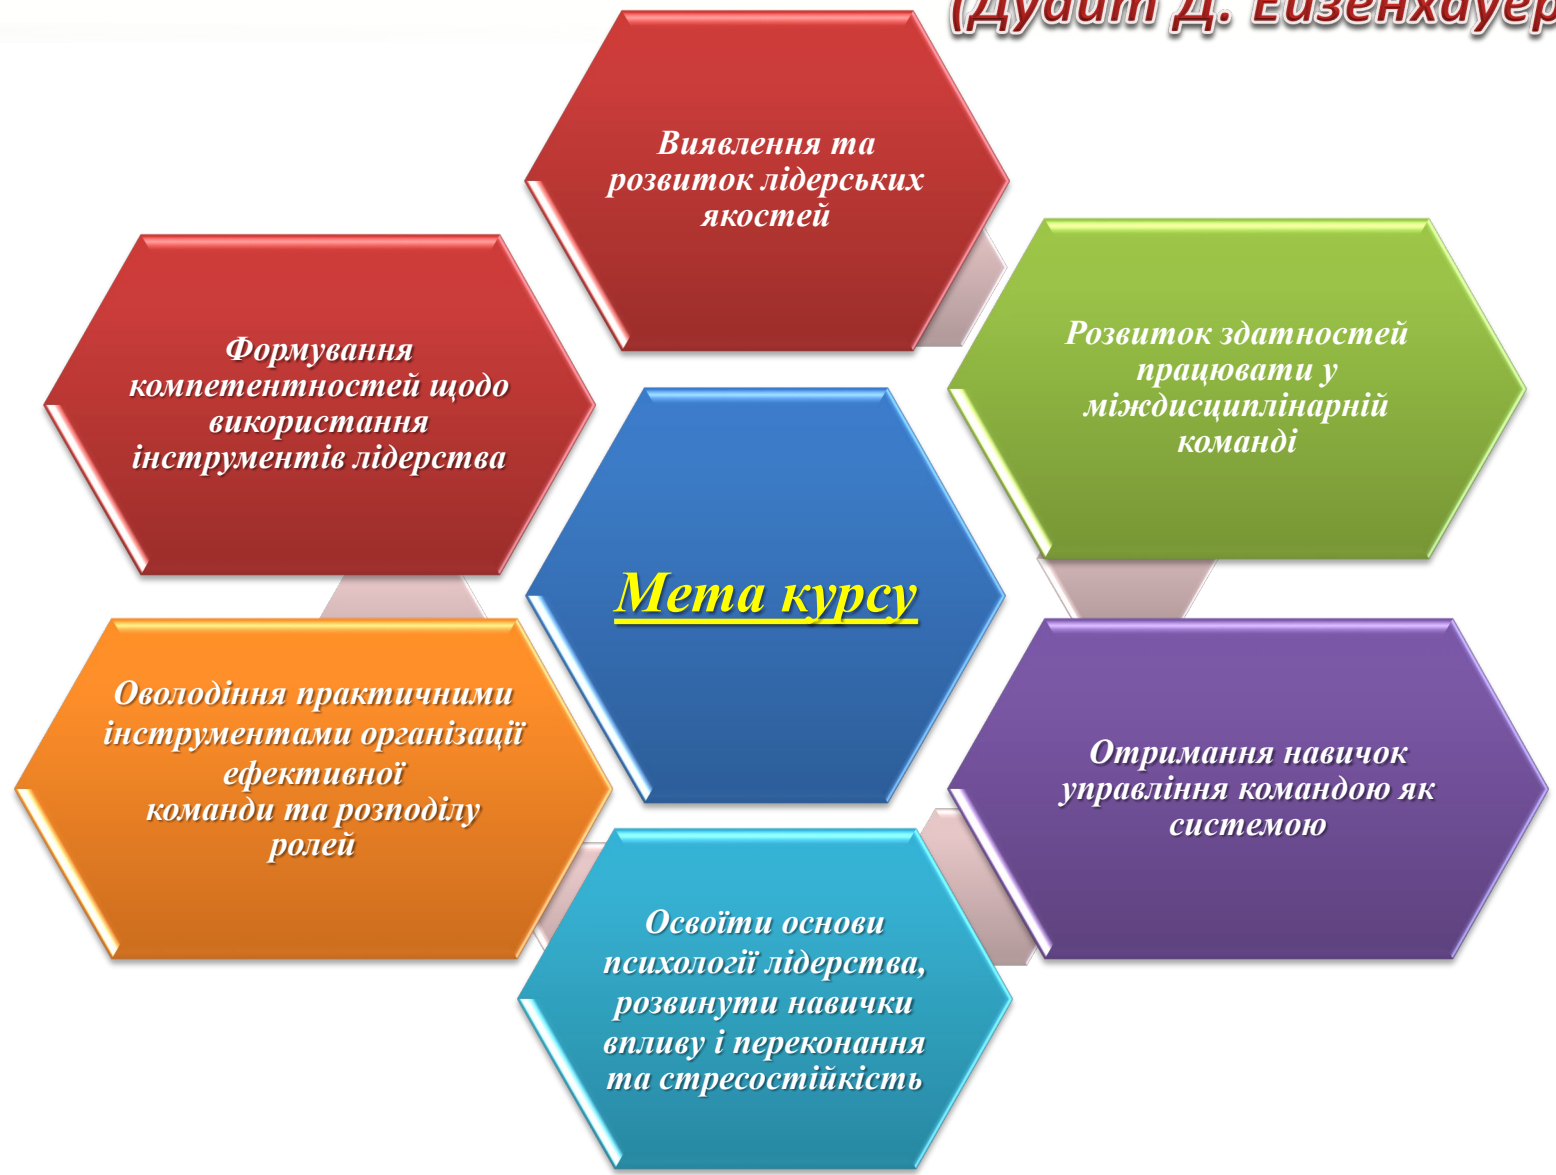 (Дуайт Д. Ейзенхауер
Виявлення та
розвиток лідерських
якостей
Розвиток здатностей
працювати у
міждисциплінарній
команді
Отримання навичок
управління командою як
системою
Освоїти основи
психології лідерства,
розвинути навички
впливу і переконання
та стресостійкість
Оволодіння практичними
інструментами організації
ефективної
команди та розподілу
ролей
Формування
компетентностей щодо
використання
інструментів лідерства
Мета курсу